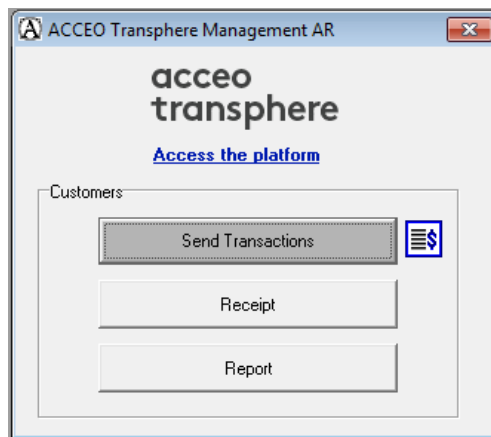 ACCEO Transphere Management AR
acceo
transphere
Access the platform
Customers
Send Transactions
$
Receipt
Report